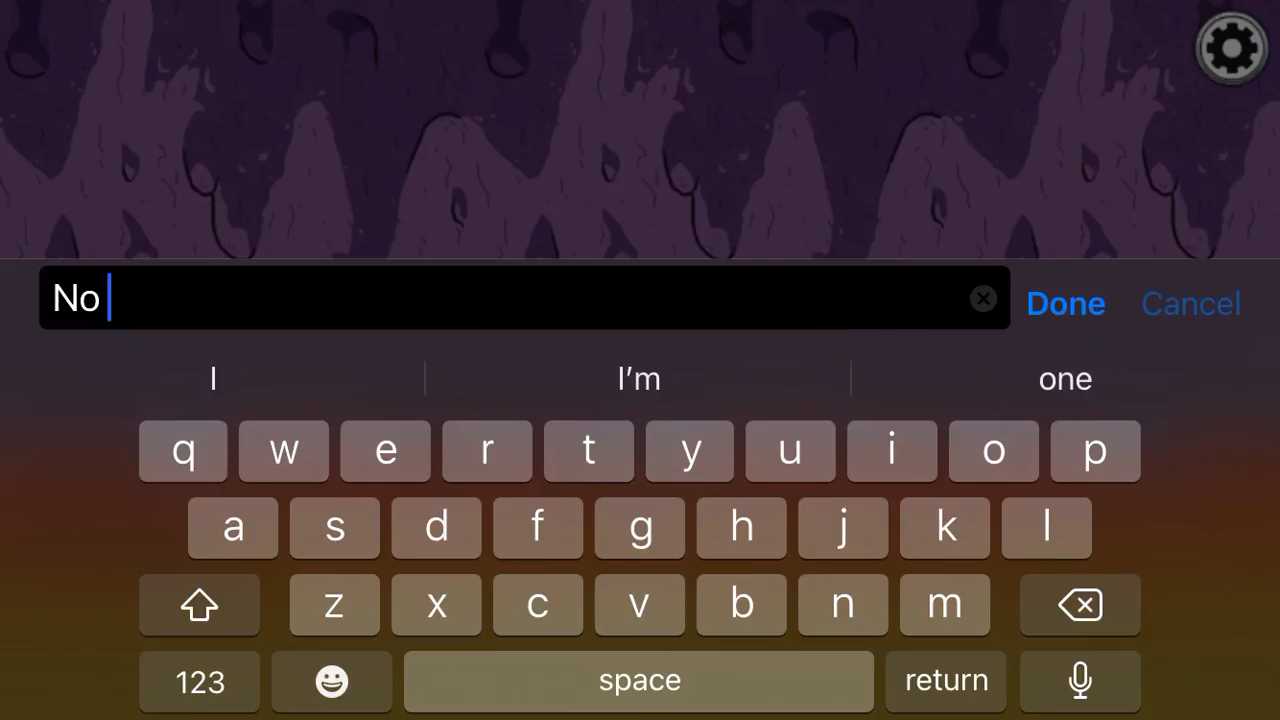 No
Done Cancel
I I’m one
q w e r t y u i o p
a s d f g h j k l
z x c v b n m
123 space return